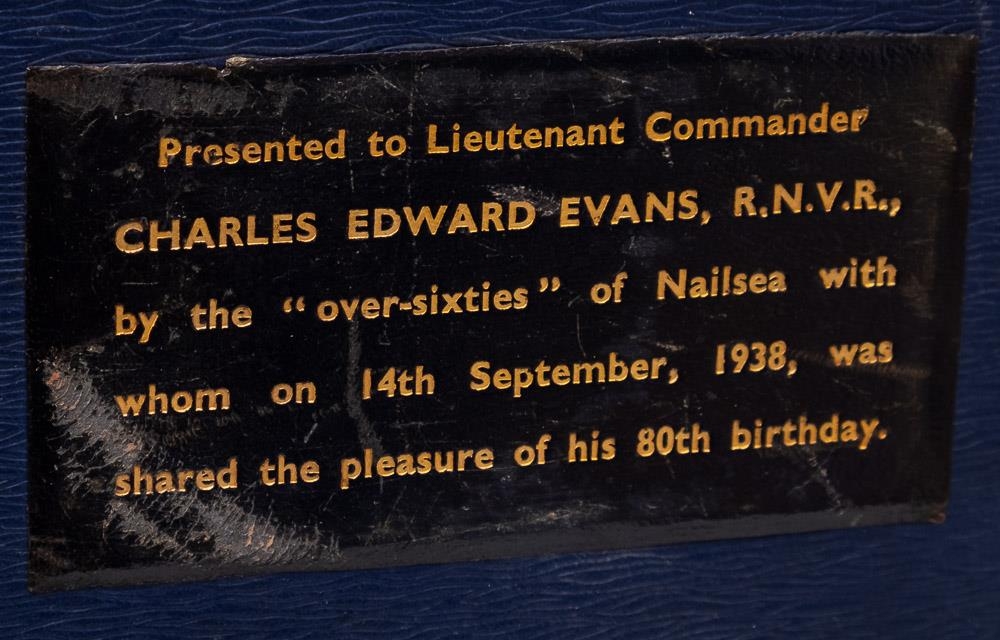 Presented to Lieutenant Commander
CHARLES EDWARD EVANS, R.N.V.R.,
by the “over-sixties” of Nailsea with
whom on 14th September, 1938, was
shared the pleasure of his 80th birthday.